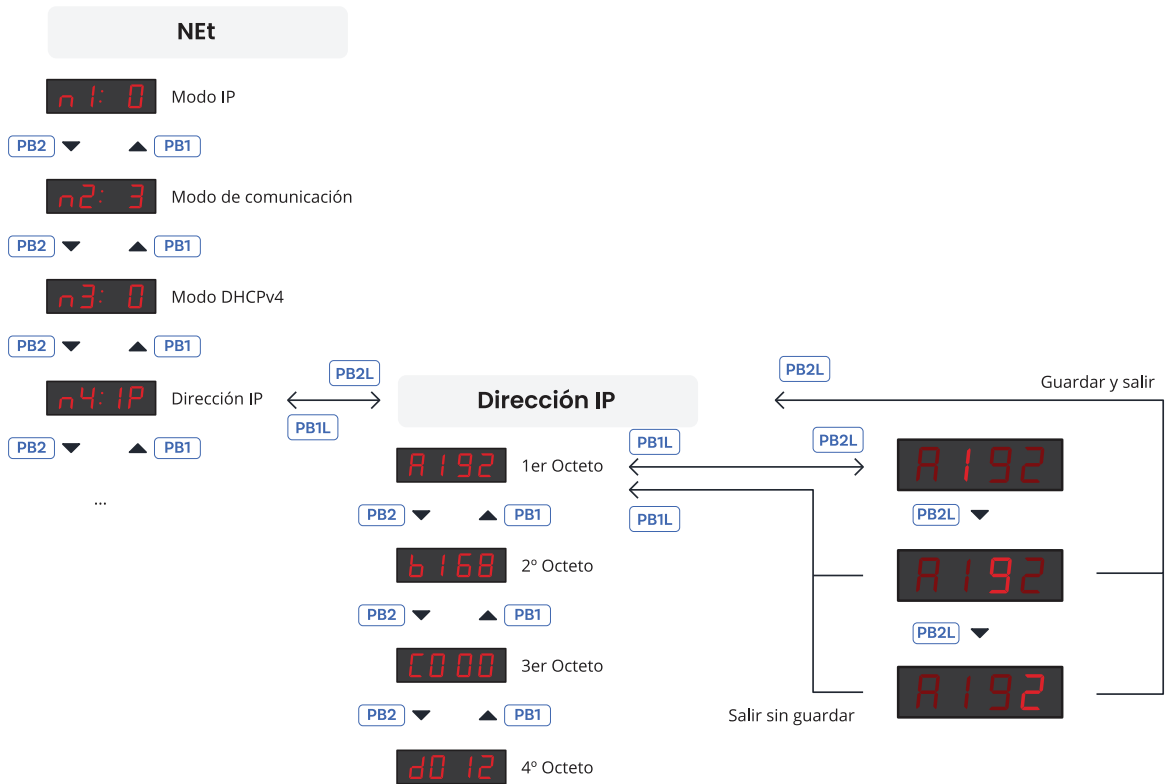 NEt
n1: 0 Modo IP
PB2 PB1
n2: 3 Modo de comunicación
PB2 PB1
n3: 0 Modo DHCPv4
PB2 PB1
n4:IP Dirección IP
PB2 PB1
...
PB2L
PB1L
Dirección IP
A192 1er Octeto
PB2 PB1
b168 2º Octeto
PB2 PB1
C000 3er Octeto
PB2 PB1
d012 4º Octeto
PB1L
PB2L
PB1L
PB2L
Guardar y salir
A192
PB2L
A192
PB2L
A192
Salir sin guardar